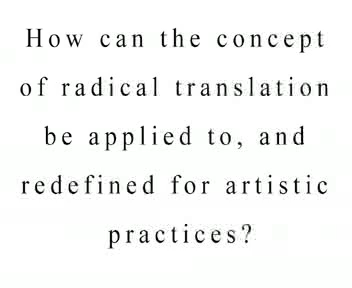 How can the concept
of radical translation
be applied to, and
redefined for artistic
practices?